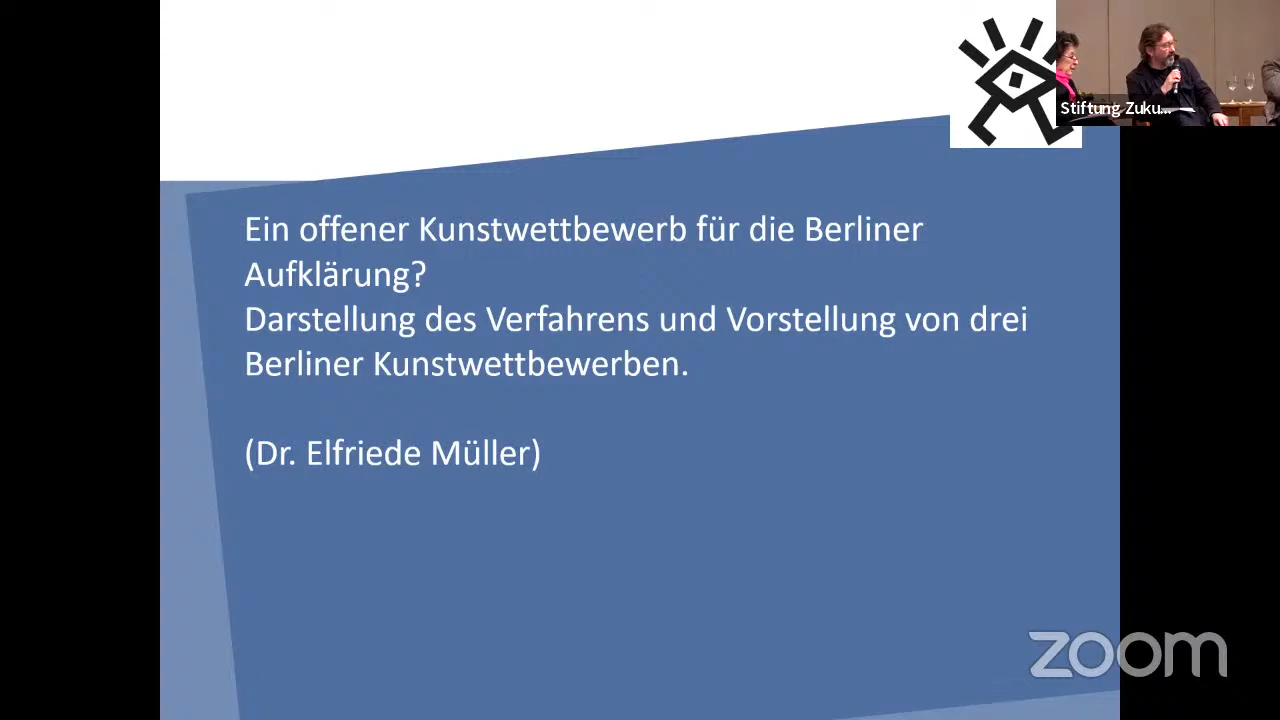 Stiftung Zuku...
Ein offener Kunstwettbewerb für die Berliner
Aufklärung?
Darstellung des Verfahrens und Vorstellung von drei
Berliner Kunstwettbewerben.
(Dr. Elfriede Müller)
zoom